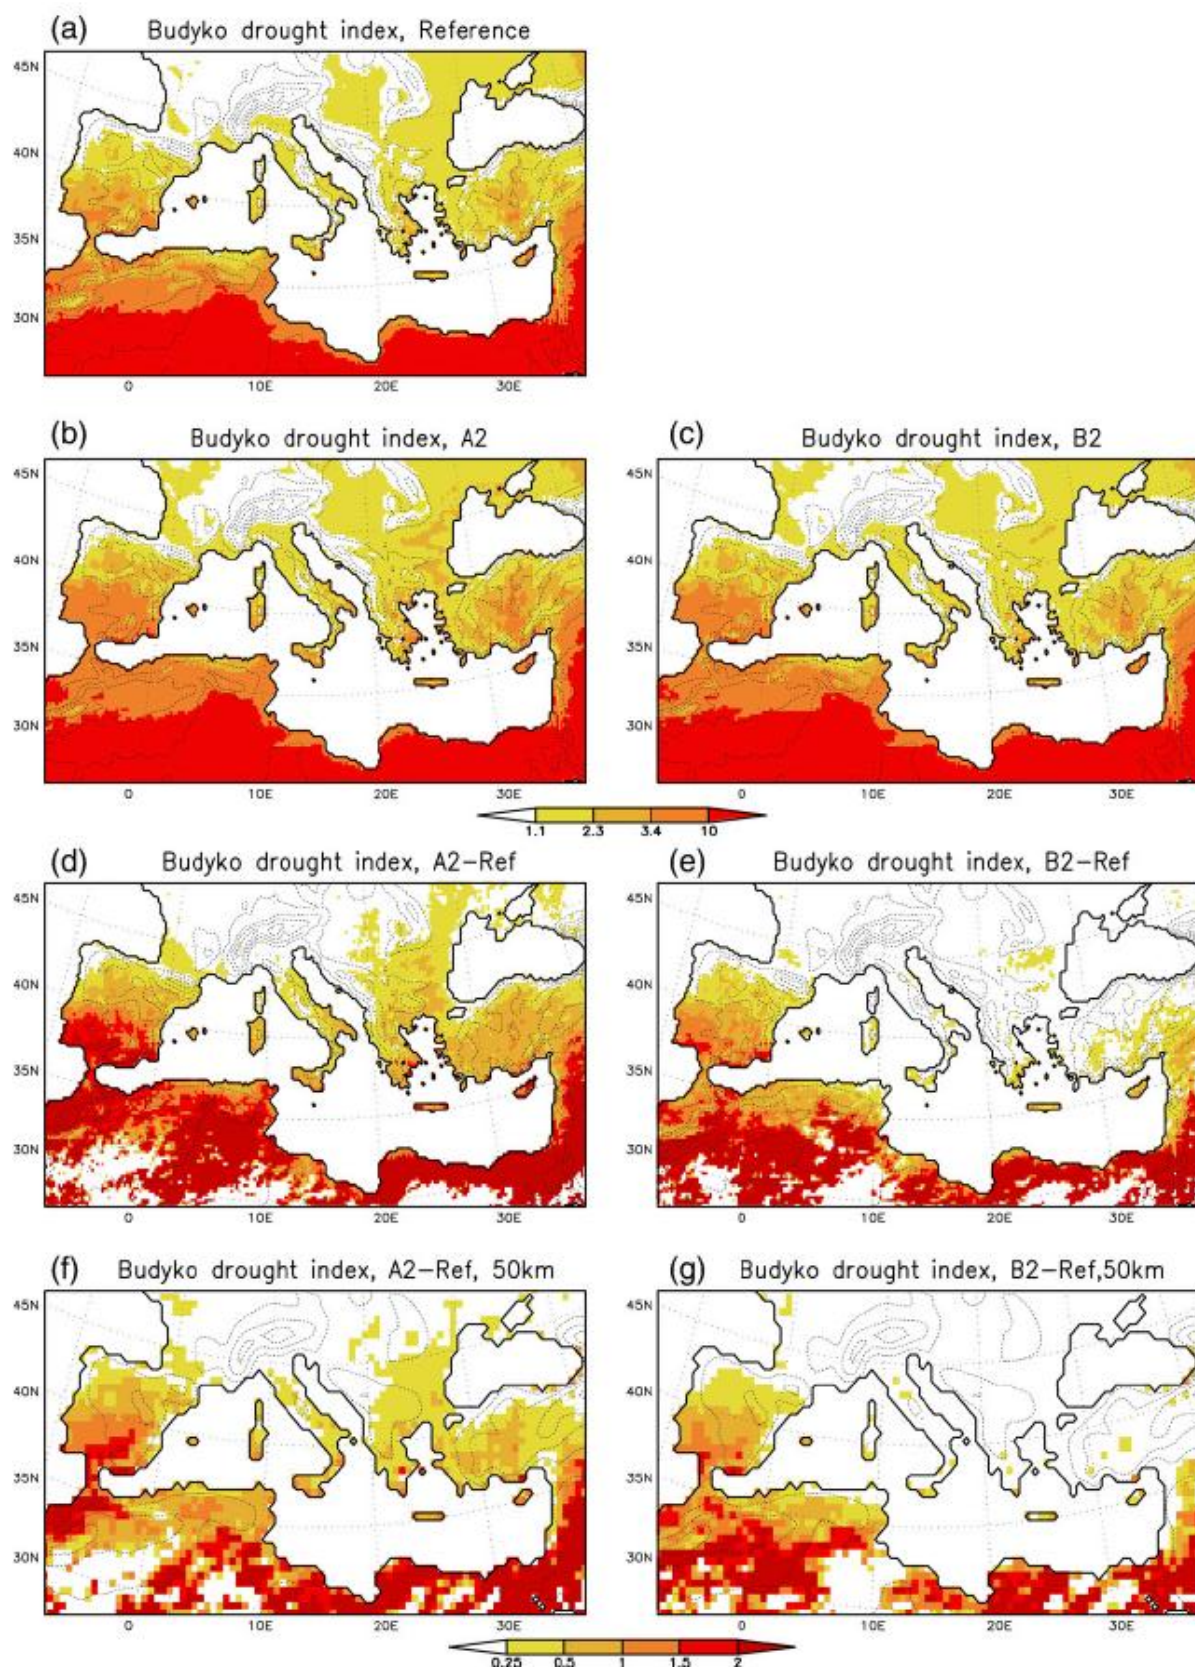 (a) Budyko drought index, Reference
45N
40N
35N
30N
0 10E 20E 30E
(b) Budyko drought index, A2
45N
40N
35N
30N
0 10E 20E 30E
(c) Budyko drought index, B2
45N
40N
35N
30N
0 10E 20E 30E
1.1 2.3 3.4 10
(d) Budyko drought index, A2-Ref
45N
40N
35N
30N
0 10E 20E 30E
(e) Budyko drought index, B2-Ref
45N
40N
35N
30N
0 10E 20E 30E
(f) Budyko drought index, A2-Ref, 50km
45N
40N
35N
30N
0 10E 20E 30E
(g) Budyko drought index, B2-Ref,50km
45N
40N
35N
30N
0 10E 20E 30E
0.25 0.5 1 1.5 2